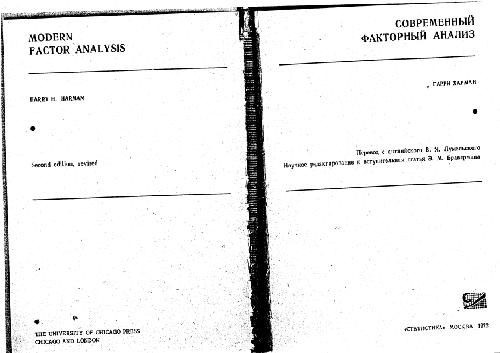 MODERN
FACTOR ANALYSIS
HARRY H. HARMAN
Second edition, revised
THE UNIVERSITY OF CHICAGO PRESS
CHICAGO AND LONDON
СОВРЕМЕННЫЙ
ФАКТОРНЫЙ АНАЛИЗ
ГАРРИ ХАРМАН
Перевод с английского В. Я. Лумельского
Научное редактирование и вступительная статья Э. М. Бравермана
«СТАТИСТИКА» МОСКВА 1972